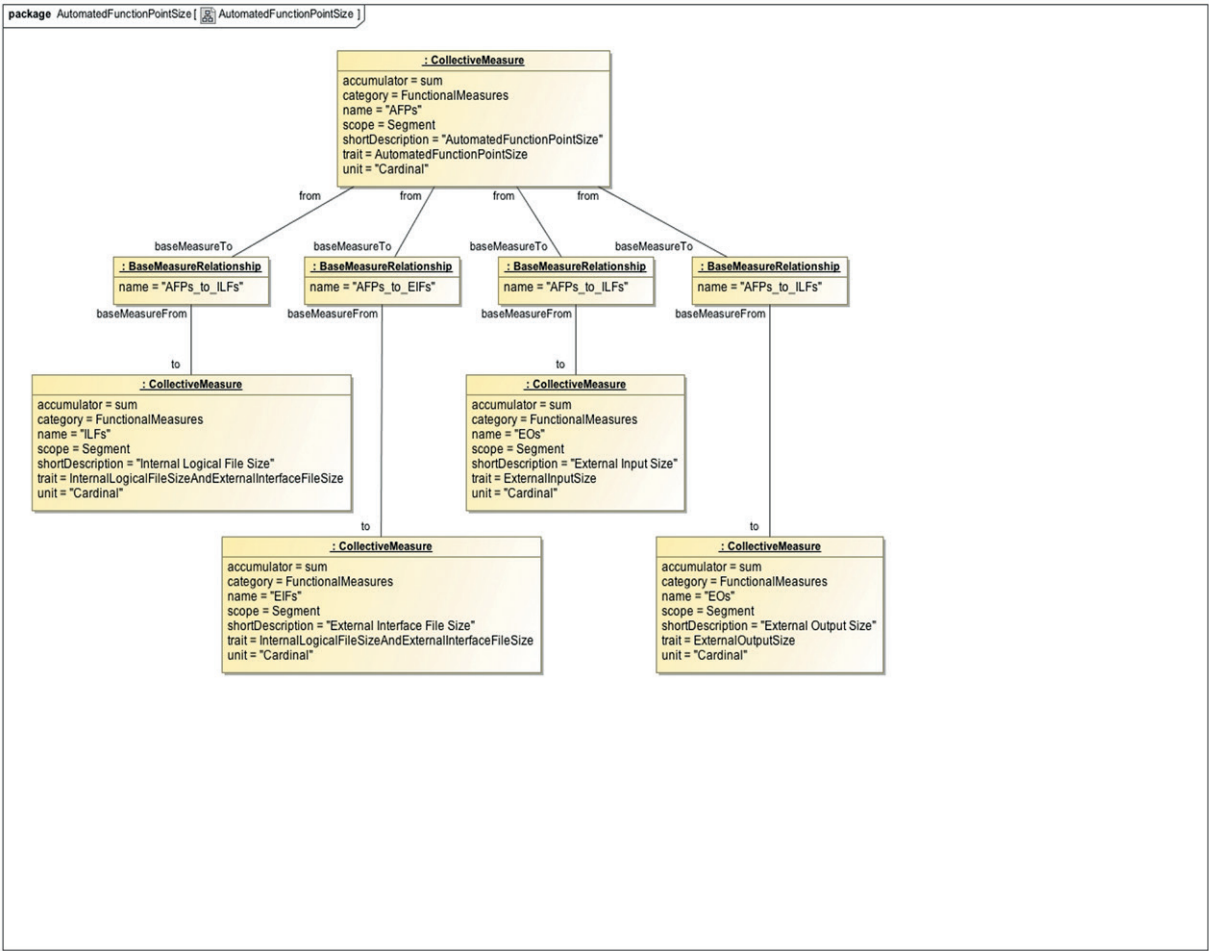 package AutomatedFunctionPointSize [ AutomatedFunctionPointSize ]
: CollectiveMeasure
accumulator = sum
category = FunctionalMeasures
name = "AFPs"
scope = Segment
shortDescription = "AutomatedFunctionPointSize"
trait = AutomatedFunctionPointSize
unit = "Cardinal"
from from from from
baseMeasureTo baseMeasureTo baseMeasureTo baseMeasureTo
: BaseMeasureRelationship
name = "AFPs_to_ILFs"
: BaseMeasureRelationship
name = "AFPs_to_EIFs"
: BaseMeasureRelationship
name = "AFPs_to_ILFs"
: BaseMeasureRelationship
name = "AFPs_to_ILFs"
baseMeasureFrom baseMeasureFrom baseMeasureFrom baseMeasureFrom
to to
: CollectiveMeasure
accumulator = sum
category = FunctionalMeasures
name = "ILFs"
scope = Segment
shortDescription = "Internal Logical File Size"
trait = InternalLogicalFileSizeAndExternalInterfaceFileSize
unit = "Cardinal"
: CollectiveMeasure
accumulator = sum
category = FunctionalMeasures
name = "EOs"
scope = Segment
shortDescription = "External Input Size"
trait = ExternalInputSize
unit = "Cardinal"
to to
: CollectiveMeasure
accumulator = sum
category = FunctionalMeasures
name = "EIFs"
scope = Segment
shortDescription = "External Interface File Size"
trait = InternalLogicalFileSizeAndExternalInterfaceFileSize
unit = "Cardinal"
: CollectiveMeasure
accumulator = sum
category = FunctionalMeasures
name = "EOs"
scope = Segment
shortDescription = "External Output Size"
trait = ExternalOutputSize
unit = "Cardinal"